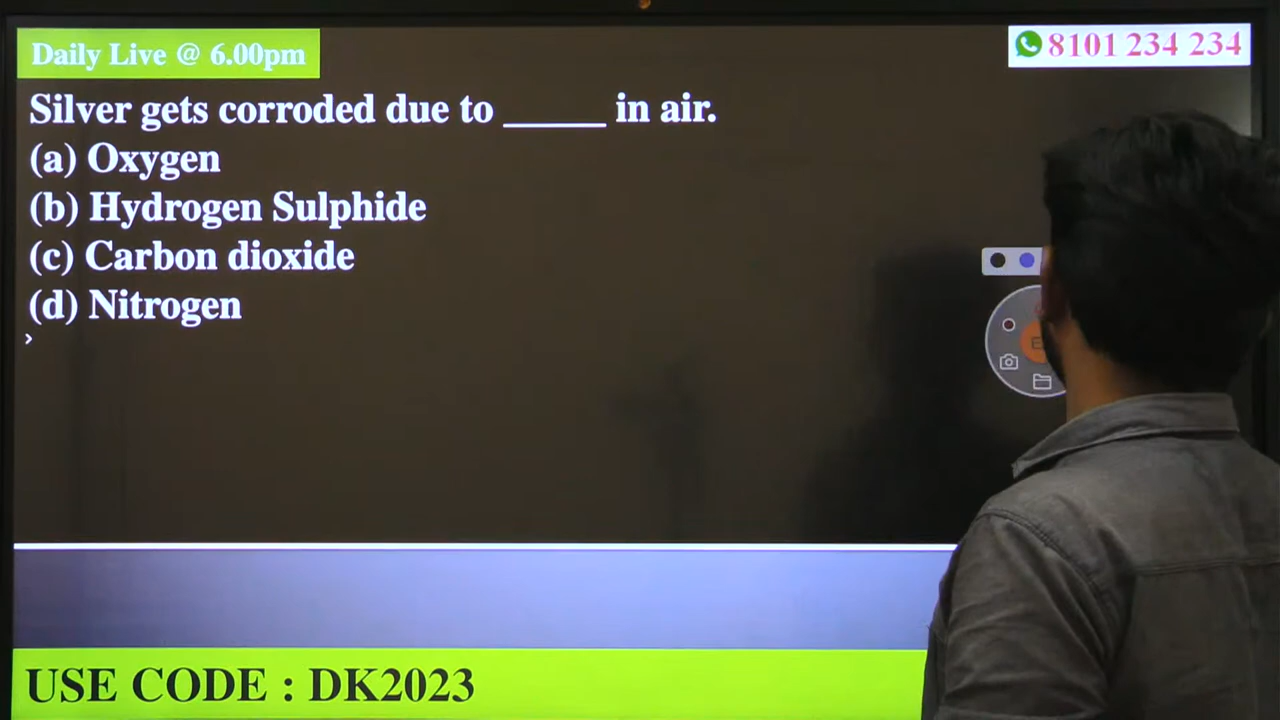 Daily Live @ 6.00pm
8101 234 234
Silver gets corroded due to _____ in air.
(a) Oxygen
(b) Hydrogen Sulphide
(c) Carbon dioxide
(d) Nitrogen
USE CODE : DK2023